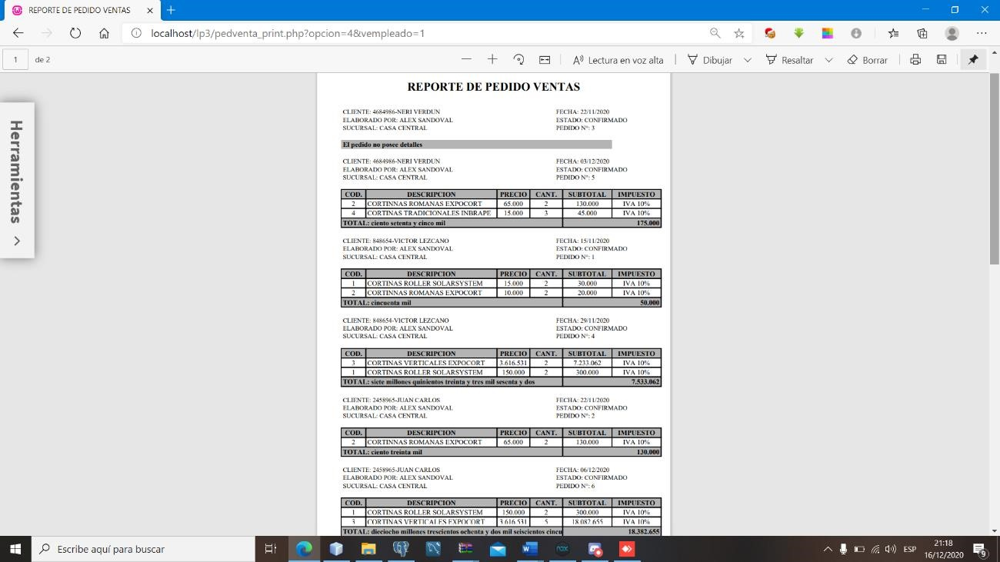 REPORTE DE PEDIDO VENTAS
localhost/lp3/pedventa_print.php?opcion=4&vempleado=1
1 de 2 Lectura en voz alta Dibujar Resaltar Borrar
Herramientas
REPORTE DE PEDIDO VENTAS
CLIENTE: 4684986-NERI VERDUN FECHA: 22/11/2020
ELABORADO POR: ALEX SANDOVAL ESTADO: CONFIRMADO
SUCURSAL: CASA CENTRAL PEDIDO N°: 3
El pedido no posee detalles
CLIENTE: 4684986-NERI VERDUN FECHA: 03/12/2020
ELABORADO POR: ALEX SANDOVAL ESTADO: CONFIRMADO
SUCURSAL: CASA CENTRAL PEDIDO N°: 5
COD. DESCRIPCION PRECIO CANT. SUBTOTAL IMPUESTO
2 CORTINNAS ROMANAS EXPOCORT 65.000 2 130.000 IVA 10%
4 CORTINAS TRADICIONALES INBRAPE 15.000 3 45.000 IVA 10%
TOTAL: ciento setenta y cinco mil 175.000
CLIENTE: 848654-VICTOR LEZCANO FECHA: 15/11/2020
ELABORADO POR: ALEX SANDOVAL ESTADO: CONFIRMADO
SUCURSAL: CASA CENTRAL PEDIDO N°: 1
COD. DESCRIPCION PRECIO CANT. SUBTOTAL IMPUESTO
1 CORTINAS ROLLER SOLARSYSTEM 15.000 2 30.000 IVA 10%
2 CORTINNAS ROMANAS EXPOCORT 10.000 2 20.000 IVA 10%
TOTAL: cincuenta mil 50.000
CLIENTE: 848654-VICTOR LEZCANO FECHA: 29/11/2020
ELABORADO POR: ALEX SANDOVAL ESTADO: CONFIRMADO
SUCURSAL: CASA CENTRAL PEDIDO N°: 4
COD. DESCRIPCION PRECIO CANT. SUBTOTAL IMPUESTO
3 CORTINAS VERTICALES EXPOCORT 3.616.531 2 7.233.062 IVA 10%
1 CORTINAS ROLLER SOLARSYSTEM 150.000 2 300.000 IVA 10%
TOTAL: siete millones quinientos treinta y tres mil sesenta y dos 7.533.062
CLIENTE: 2458965-JUAN CARLOS FECHA: 22/11/2020
ELABORADO POR: ALEX SANDOVAL ESTADO: CONFIRMADO
SUCURSAL: CASA CENTRAL PEDIDO N°: 2
COD. DESCRIPCION PRECIO CANT. SUBTOTAL IMPUESTO
2 CORTINNAS ROMANAS EXPOCORT 65.000 2 130.000 IVA 10%
TOTAL: ciento treinta mil 130.000
CLIENTE: 2458965-JUAN CARLOS FECHA: 06/12/2020
ELABORADO POR: ALEX SANDOVAL ESTADO: CONFIRMADO
SUCURSAL: CASA CENTRAL PEDIDO N°: 6
COD. DESCRIPCION PRECIO CANT. SUBTOTAL IMPUESTO
1 CORTINAS ROLLER SOLARSYSTEM 150.000 2 300.000 IVA 10%
3 CORTINAS VERTICALES EXPOCORT 3.616.531 5 18.082.655 IVA 10%
TOTAL: dieciocho millones trescientos ochenta y dos mil seiscientos cincu 18.382.655
Escribe aquí para buscar
ESP
21:18
16/12/2020
9